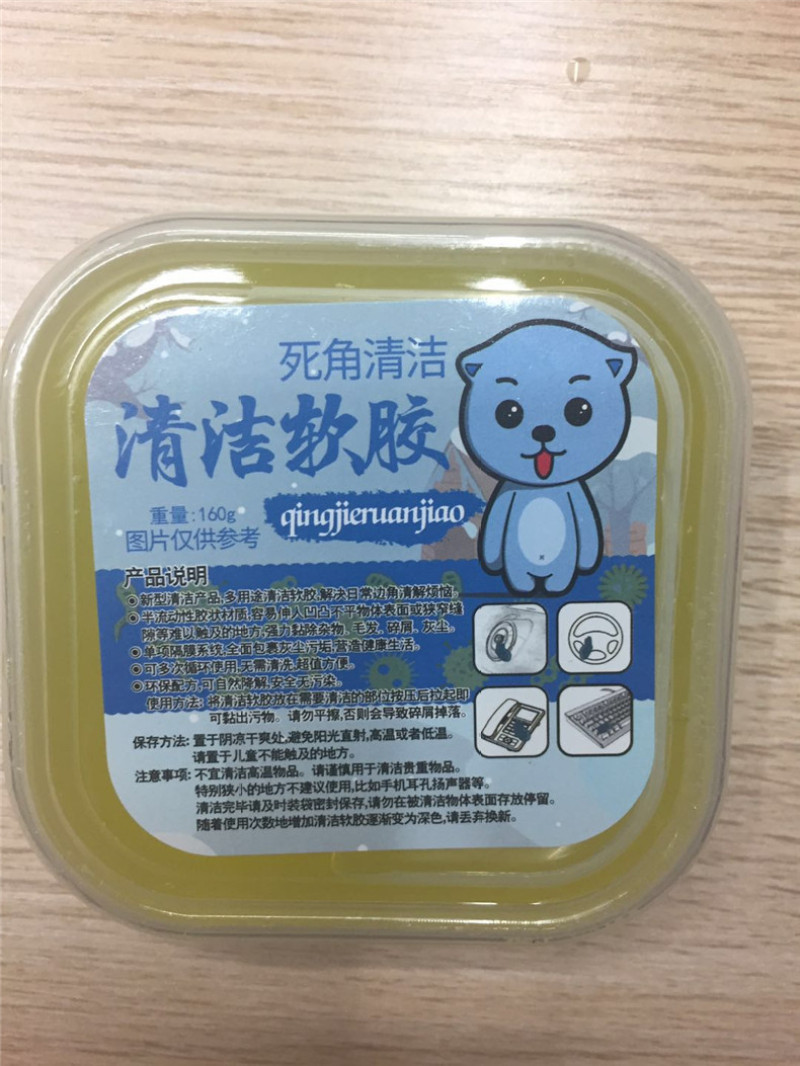 死角清洁
清洁软胶
重量:160g
qingjieruanjiao
图片仅供参考
产品说明
⊙新型清洁产品,多用途清洁软胶,解决日常边角清解烦恼。
⊙半流动性胶状材质,容易伸入凹凸不平物体表面或狭窄缝
隙等难以触及的地方,强力黏除杂物、毛发、碎屑、灰尘。
⊙单项隔膜系统,全面包裹灰尘污垢,营造健康生活。
⊙可多次循环使用,无需清洗,超值方便。
⊙环保配方,可自然降解,安全无污染。
使用方法: 将清洁软胶放在需要清洁的部位按压后拉起即
可黏出污物。请勿平擦,否则会导致碎屑掉落。
保存方法: 置于阴凉干爽处,避免阳光直射,高温或者低温。
请置于儿童不能触及的地方。
注意事项: 不宜清洁高温物品。请谨慎用于清洁贵重物品。
特别狭小的地方不建议使用,比如手机耳孔扬声器等。
清洁完毕请及时装袋密封保存,请勿在被清洁物体表面存放停留。
随着使用次数地增加清洁软胶逐渐变为深色,请丢弃换新。